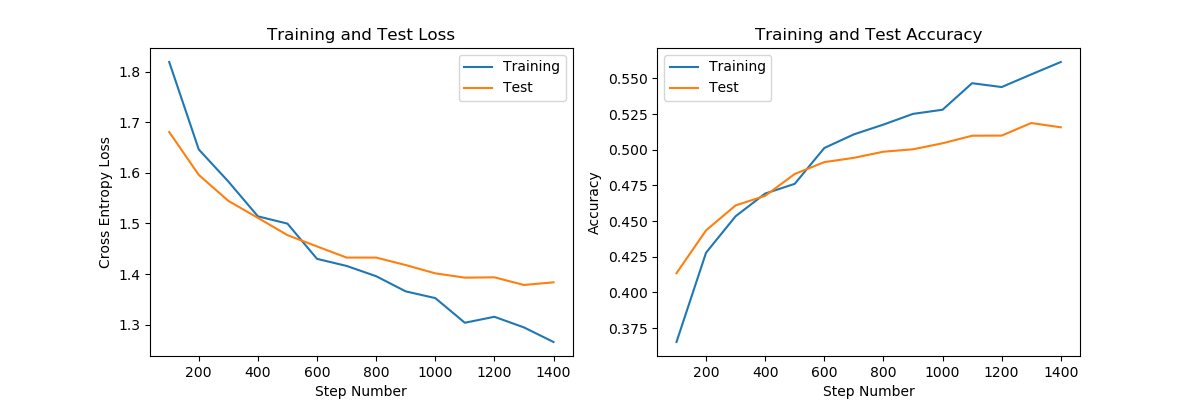 Training and Test Loss
Cross Entropy Loss
1.8
1.7
1.6
1.5
1.4
1.3
Training
Test
200 400 600 800 1000 1200 1400
Step Number
Training and Test Accuracy
Accuracy
0.550
0.525
0.500
0.475
0.450
0.425
0.400
0.375
Training
Test
200 400 600 800 1000 1200 1400
Step Number